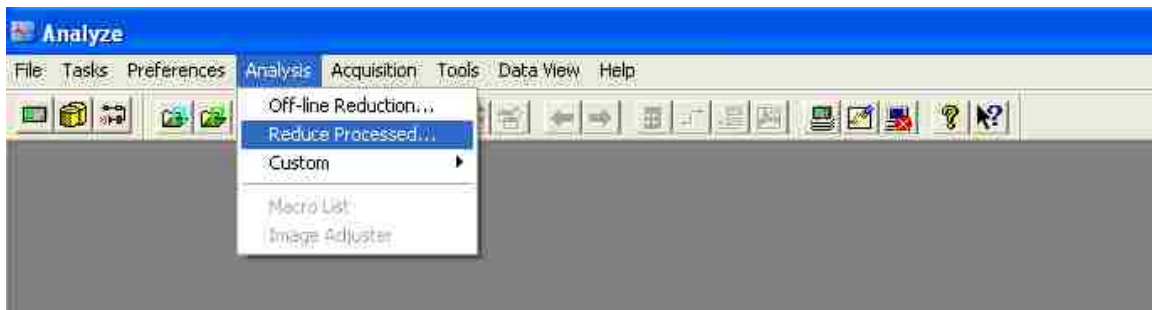 Analyze
File Tasks Preferences Analysis Acquisition Tools Data View Help
Off-line Reduction...
Reduce Processed...
Custom
Macro List
Image Adjuster